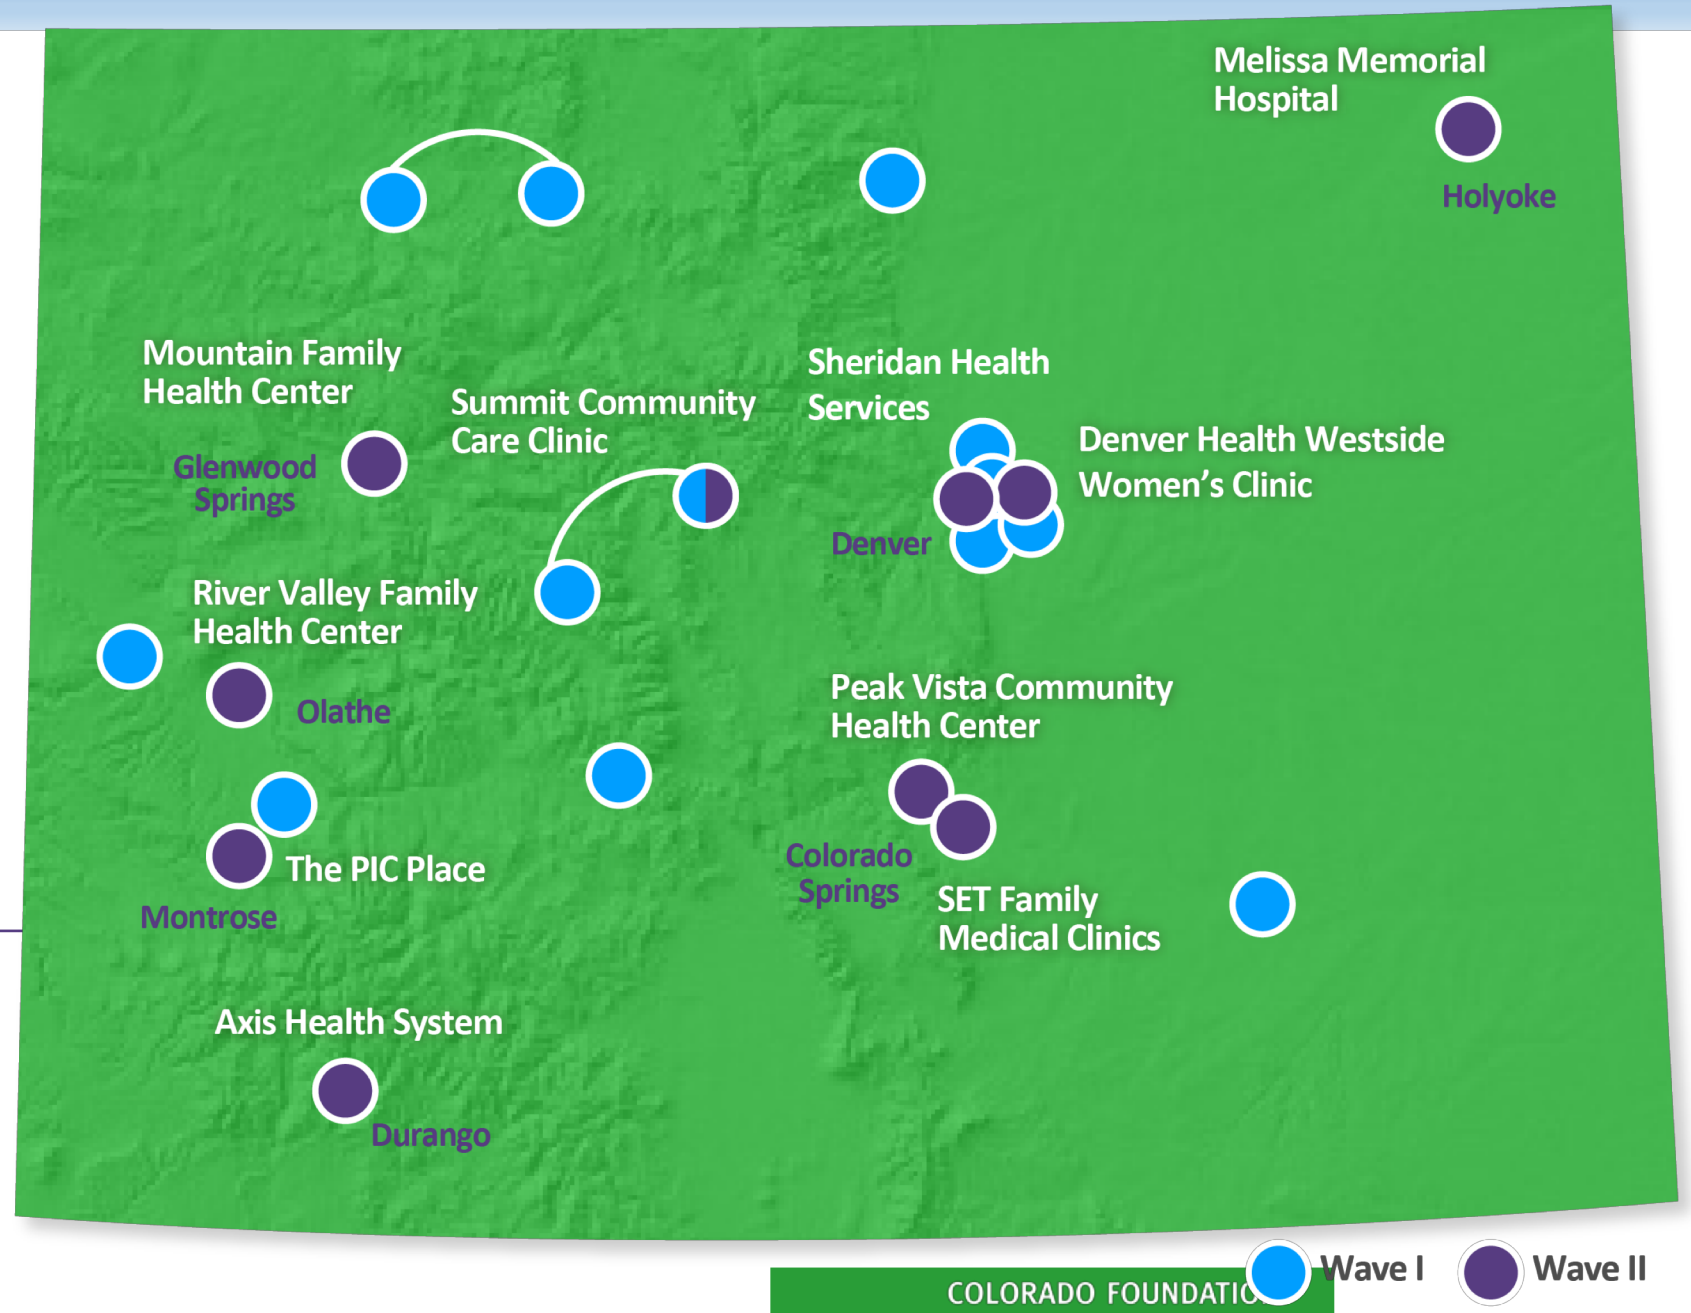 Melissa Memorial
Hospital
Holyoke
Mountain Family
Health Center
Glenwood
Springs
Summit Community
Care Clinic
Sheridan Health
Services
Denver Health Westside
Women's Clinic
Denver
River Valley Family
Health Center
Olathe
Peak Vista Community
Health Center
Colorado
Springs
The PIC Place
Montrose
SET Family
Medical Clinics
Axis Health System
Durango
Wave I
Wave II
COLORADO FOUNDATIO